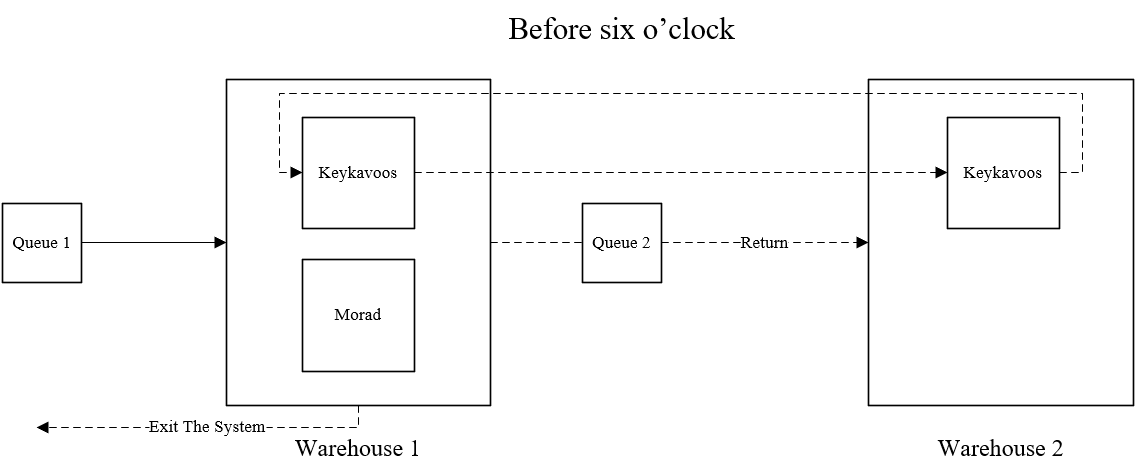 Before six o’clock
Keykavoos
Keykavoos
Queue 1
Queue 2
Return
Morad
Exit The System
Warehouse 1
Warehouse 2